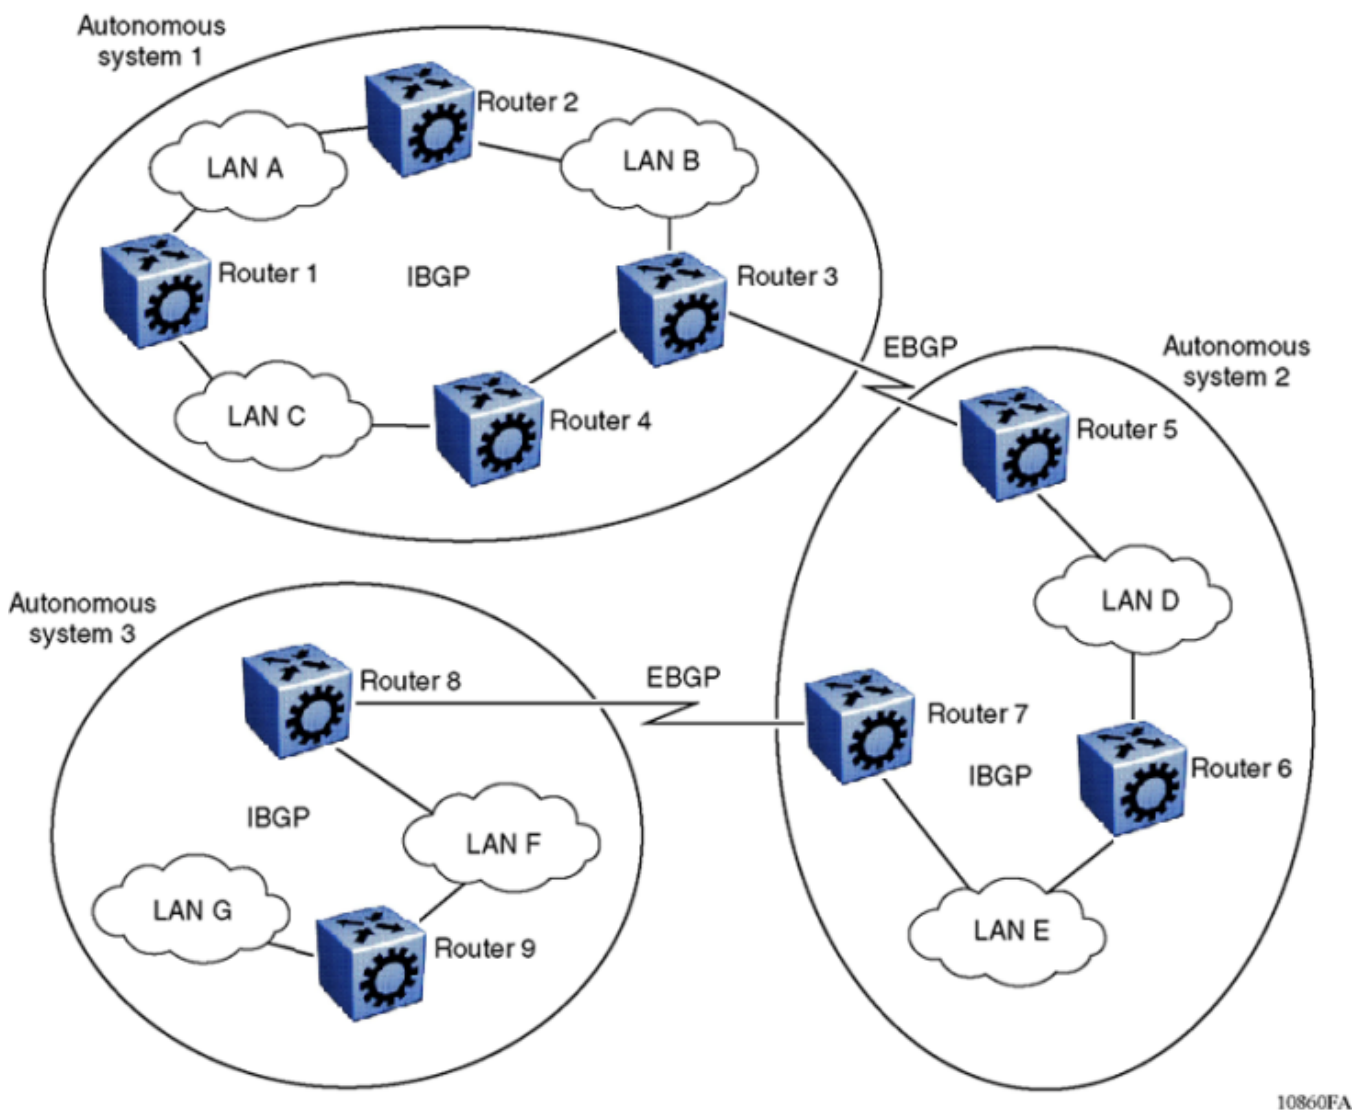 Autonomous
system 1
Router 2
LAN A
LAN B
Router 1
IBGP
Router 3
EBGP
Autonomous
system 2
LAN C
Router 4
Router 5
Autonomous
system 3
LAN D
Router 8
EBGP
Router 7
IBGP
Router 6
IBGP
LAN F
LAN G
Router 9
LAN E
10860FA